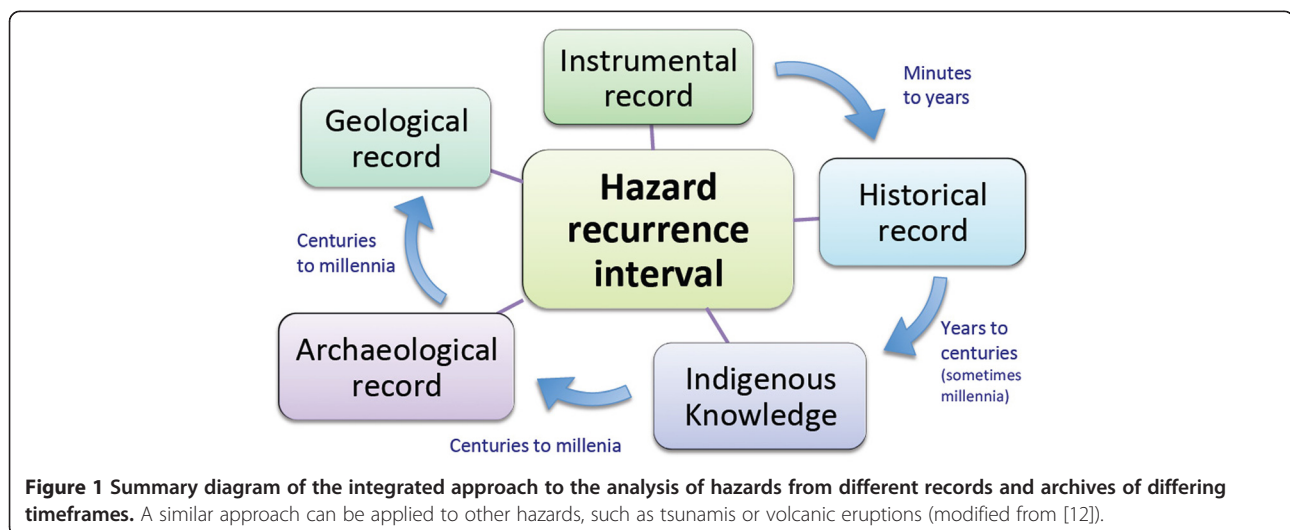 Instrumental
record
Minutes
to years
Geological
record
Hazard
recurrence
interval
Historical
record
Centuries
to millennia
Years to
centuries
(sometimes
millennia)
Archaeological
record
Indigenous
Knowledge
Centuries to millenia
Figure 1 Summary diagram of the integrated approach to the analysis of hazards from different records and archives of differing
timeframes. A similar approach can be applied to other hazards, such as tsunamis or volcanic eruptions (modified from [12]).